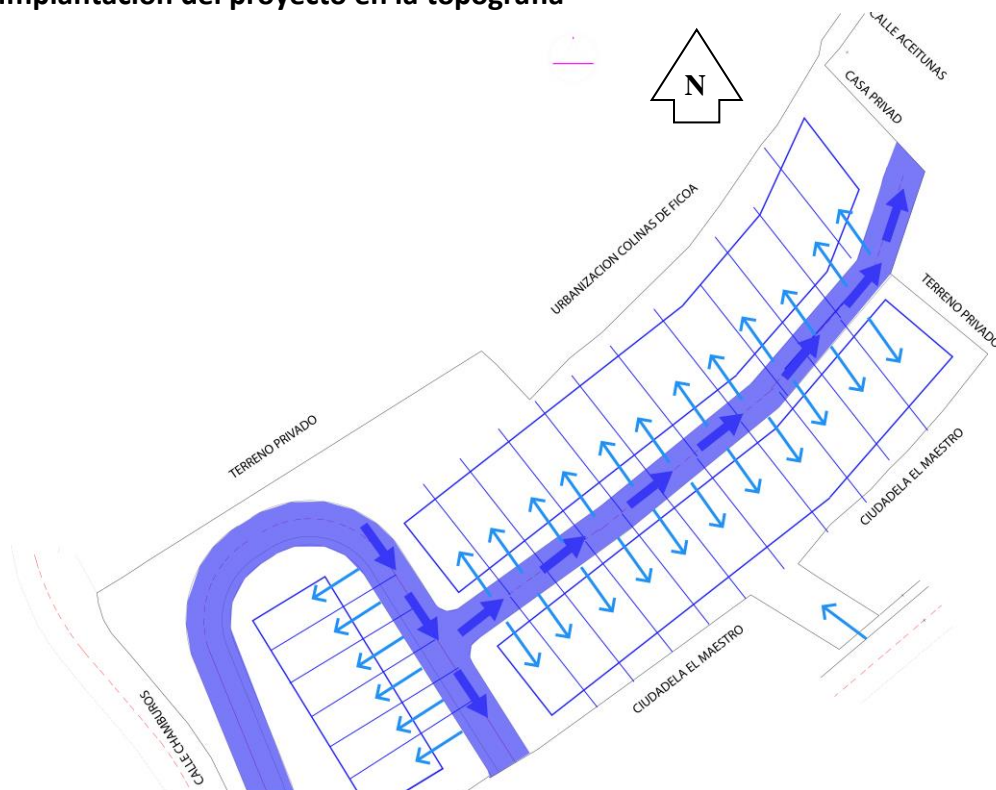 implantación del proyecto en la topografía
CALLE ACEITUNAS
CASA PRIVAD
N
URBANIZACION COLINAS DE FICOA
TERRENO PRIVADO
TERRENO PRIVADO
CIUDADELA EL MAESTRO
CIUDADELA EL MAESTRO
CALLE CHAMBUROS